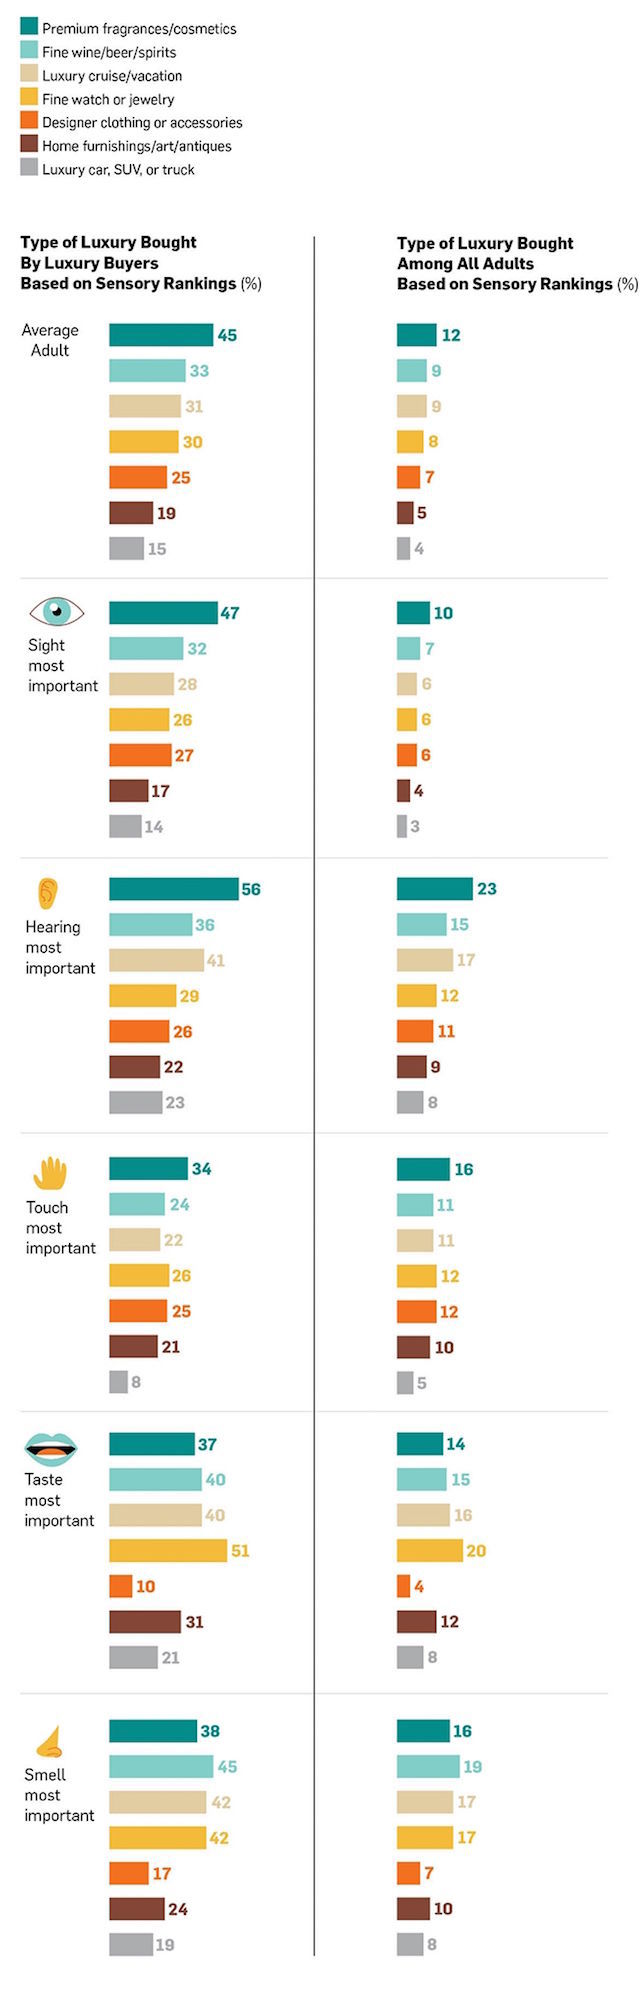 Premium fragrances/cosmetics
Fine wine/beer/spirits
Luxury cruise/vacation
Fine watch or jewelry
Designer clothing or accessories
Home furnishings/art/antiques
Luxury car, SUV, or truck
Type of Luxury Bought
By Luxury Buyers
Based on Sensory Rankings (%)
Type of Luxury Bought
Among All Adults
Based on Sensory Rankings (%)
Average
Adult
45
33
31
30
25
19
15
12
9
9
8
7
5
4
Sight
most
important
47
32
28
26
27
17
14
10
7
6
6
6
4
3
Hearing
most
important
56
36
41
29
26
22
23
23
15
17
12
11
9
8
Touch
most
important
34
24
22
26
25
21
8
16
11
11
12
12
10
5
Taste
most
important
37
40
40
51
10
31
21
14
15
16
20
4
12
8
Smell
most
important
38
45
42
42
17
24
19
16
19
17
17
7
10
8